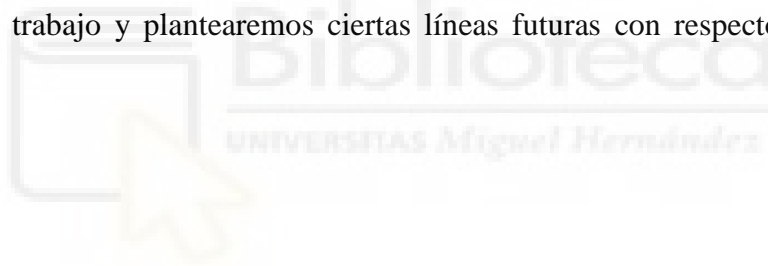 trabajo y plantearemos ciertas líneas futuras con respecto
Biblioteca
UNIVERSITAS Miguel Hernández